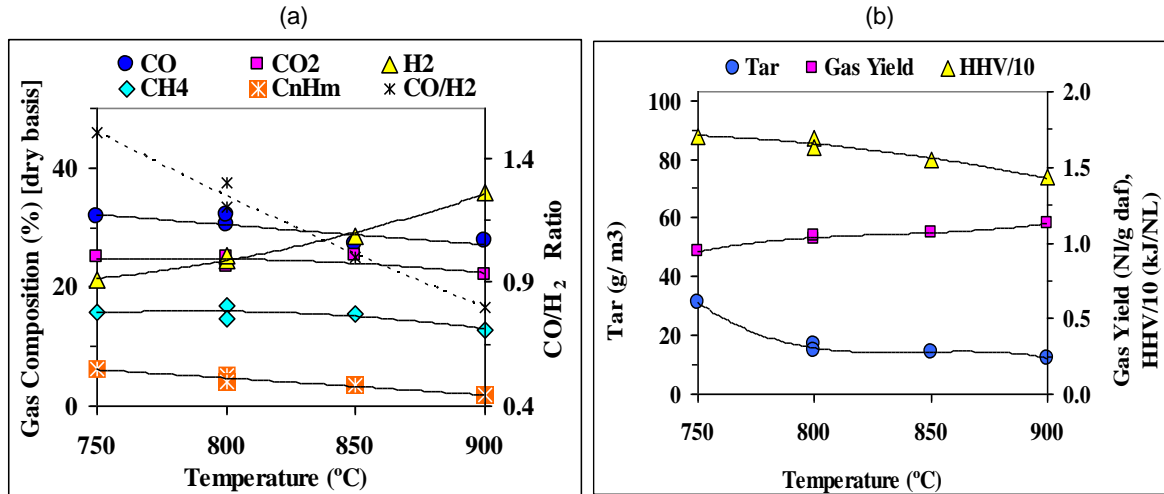 (a)
(b)
CO CO2 H2
CH4 CnHm CO/H2
Gas Composition (%) [dry basis]
40
20
0
1.4
0.9
0.4
CO/H2 Ratio
750 800 850 900
Temperature (ºC)
Tar Gas Yield HHV/10
Tar (g/ m3)
100
80
60
40
20
0
2.0
1.5
1.0
0.5
0.0
Gas Yield (Nl/g daf),
HHV/10 (kJ/NL)
750 800 850 900
Temperature (ºC)